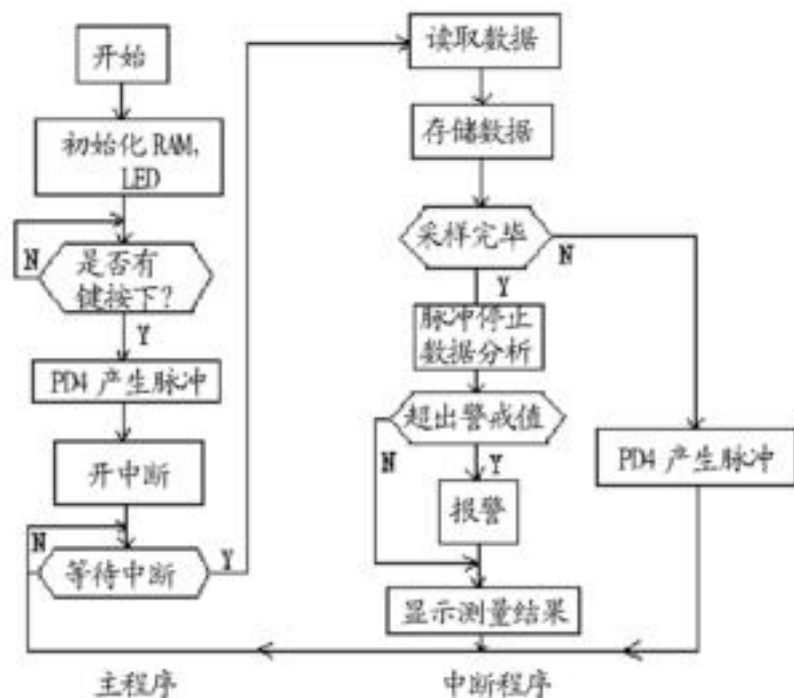 开始
初始化 RAM,
LED
N
是否有
键按下?
Y
PD4 产生脉冲
开中断
N
等待中断
Y
主程序
读取数据
存储数据
采样完毕
N
Y
脉冲停止
数据分析
超出警戒值
N
Y
报警
显示测量结果
PD4 产生脉冲
中断程序